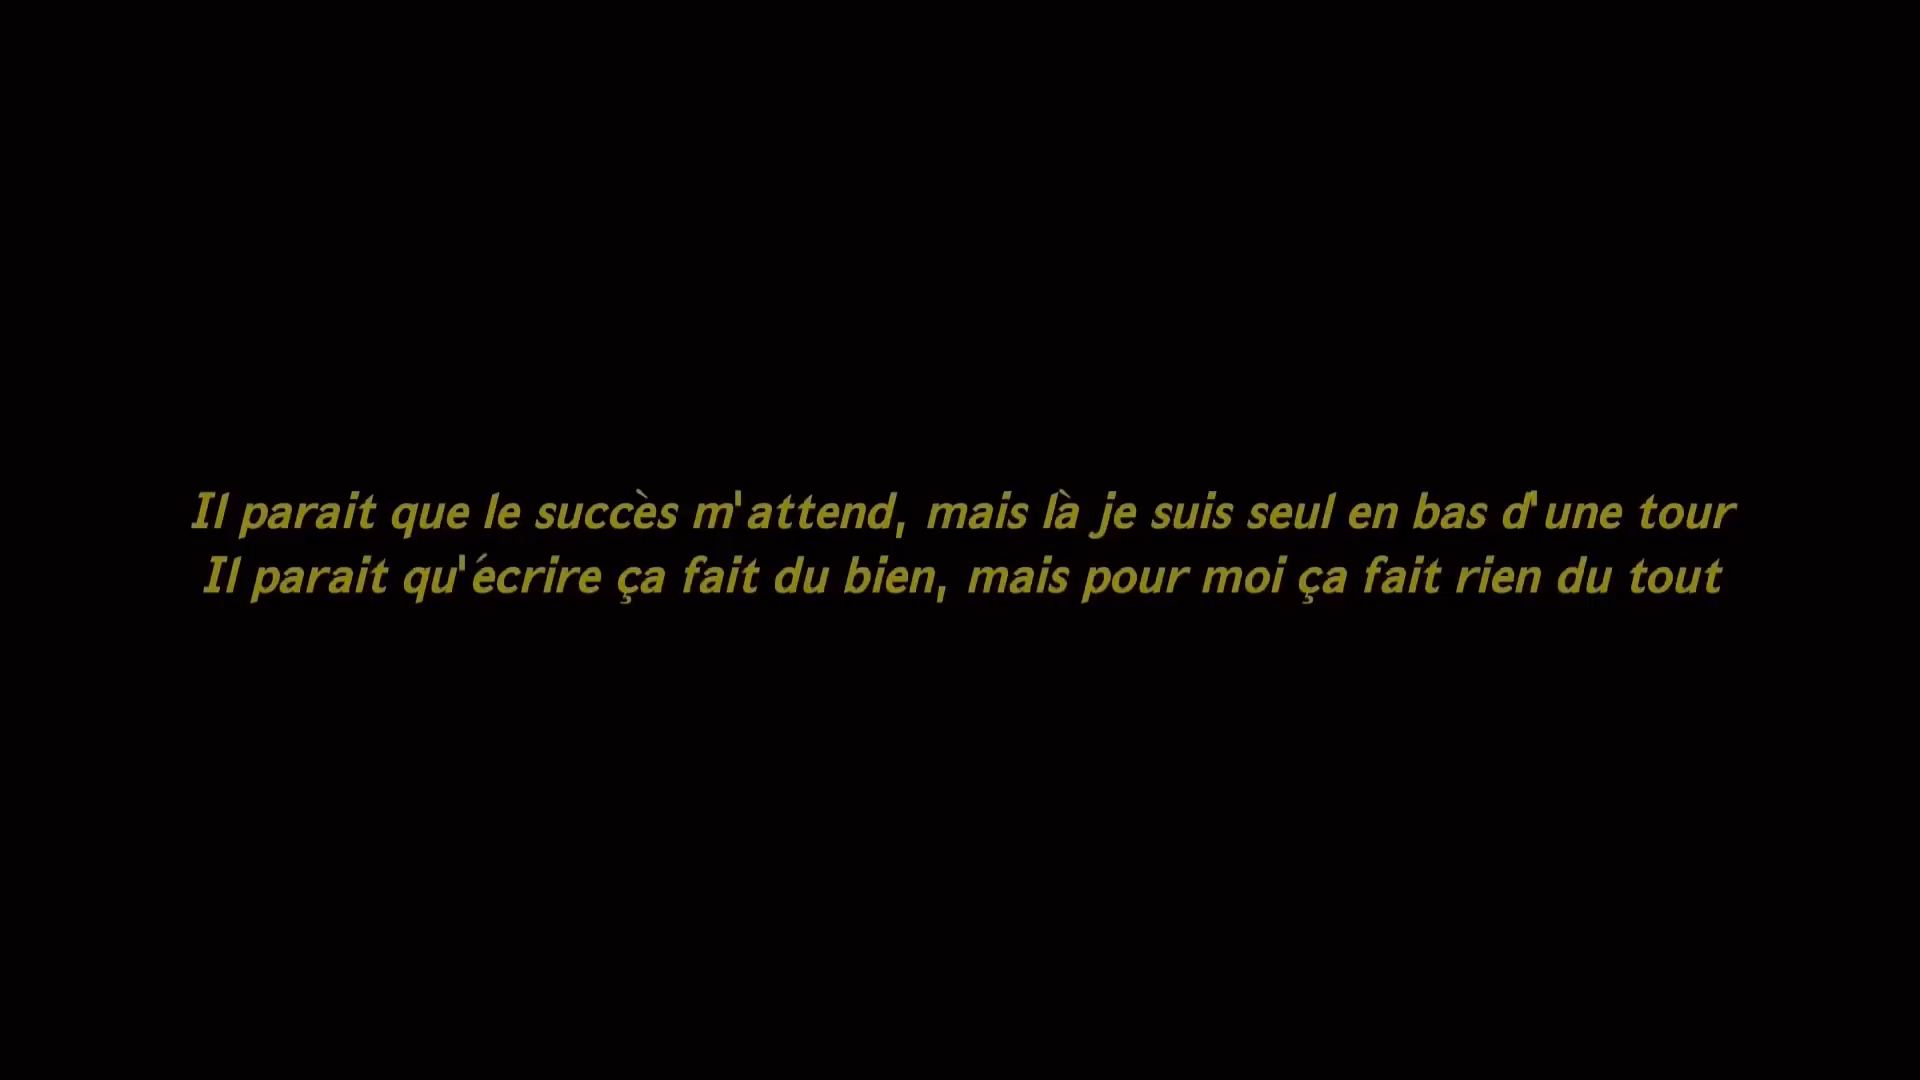 Il parait que le succès m'attend, mais là je suis seul en bas d'une tour
Il parait qu'écrire ça fait du bien, mais pour moi ça fait rien du tout